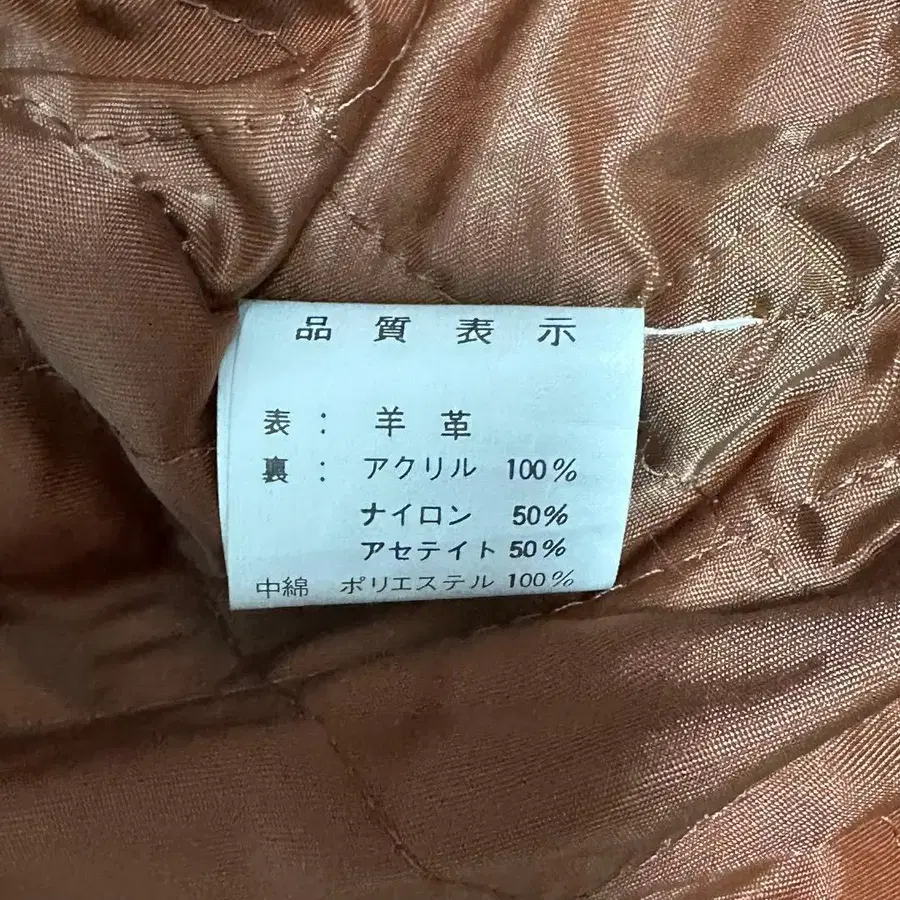 品質表示
表：羊革
裏：アクリル 100%
ナイロン 50%
アセテイト 50%
中綿 ポリエステル 100%